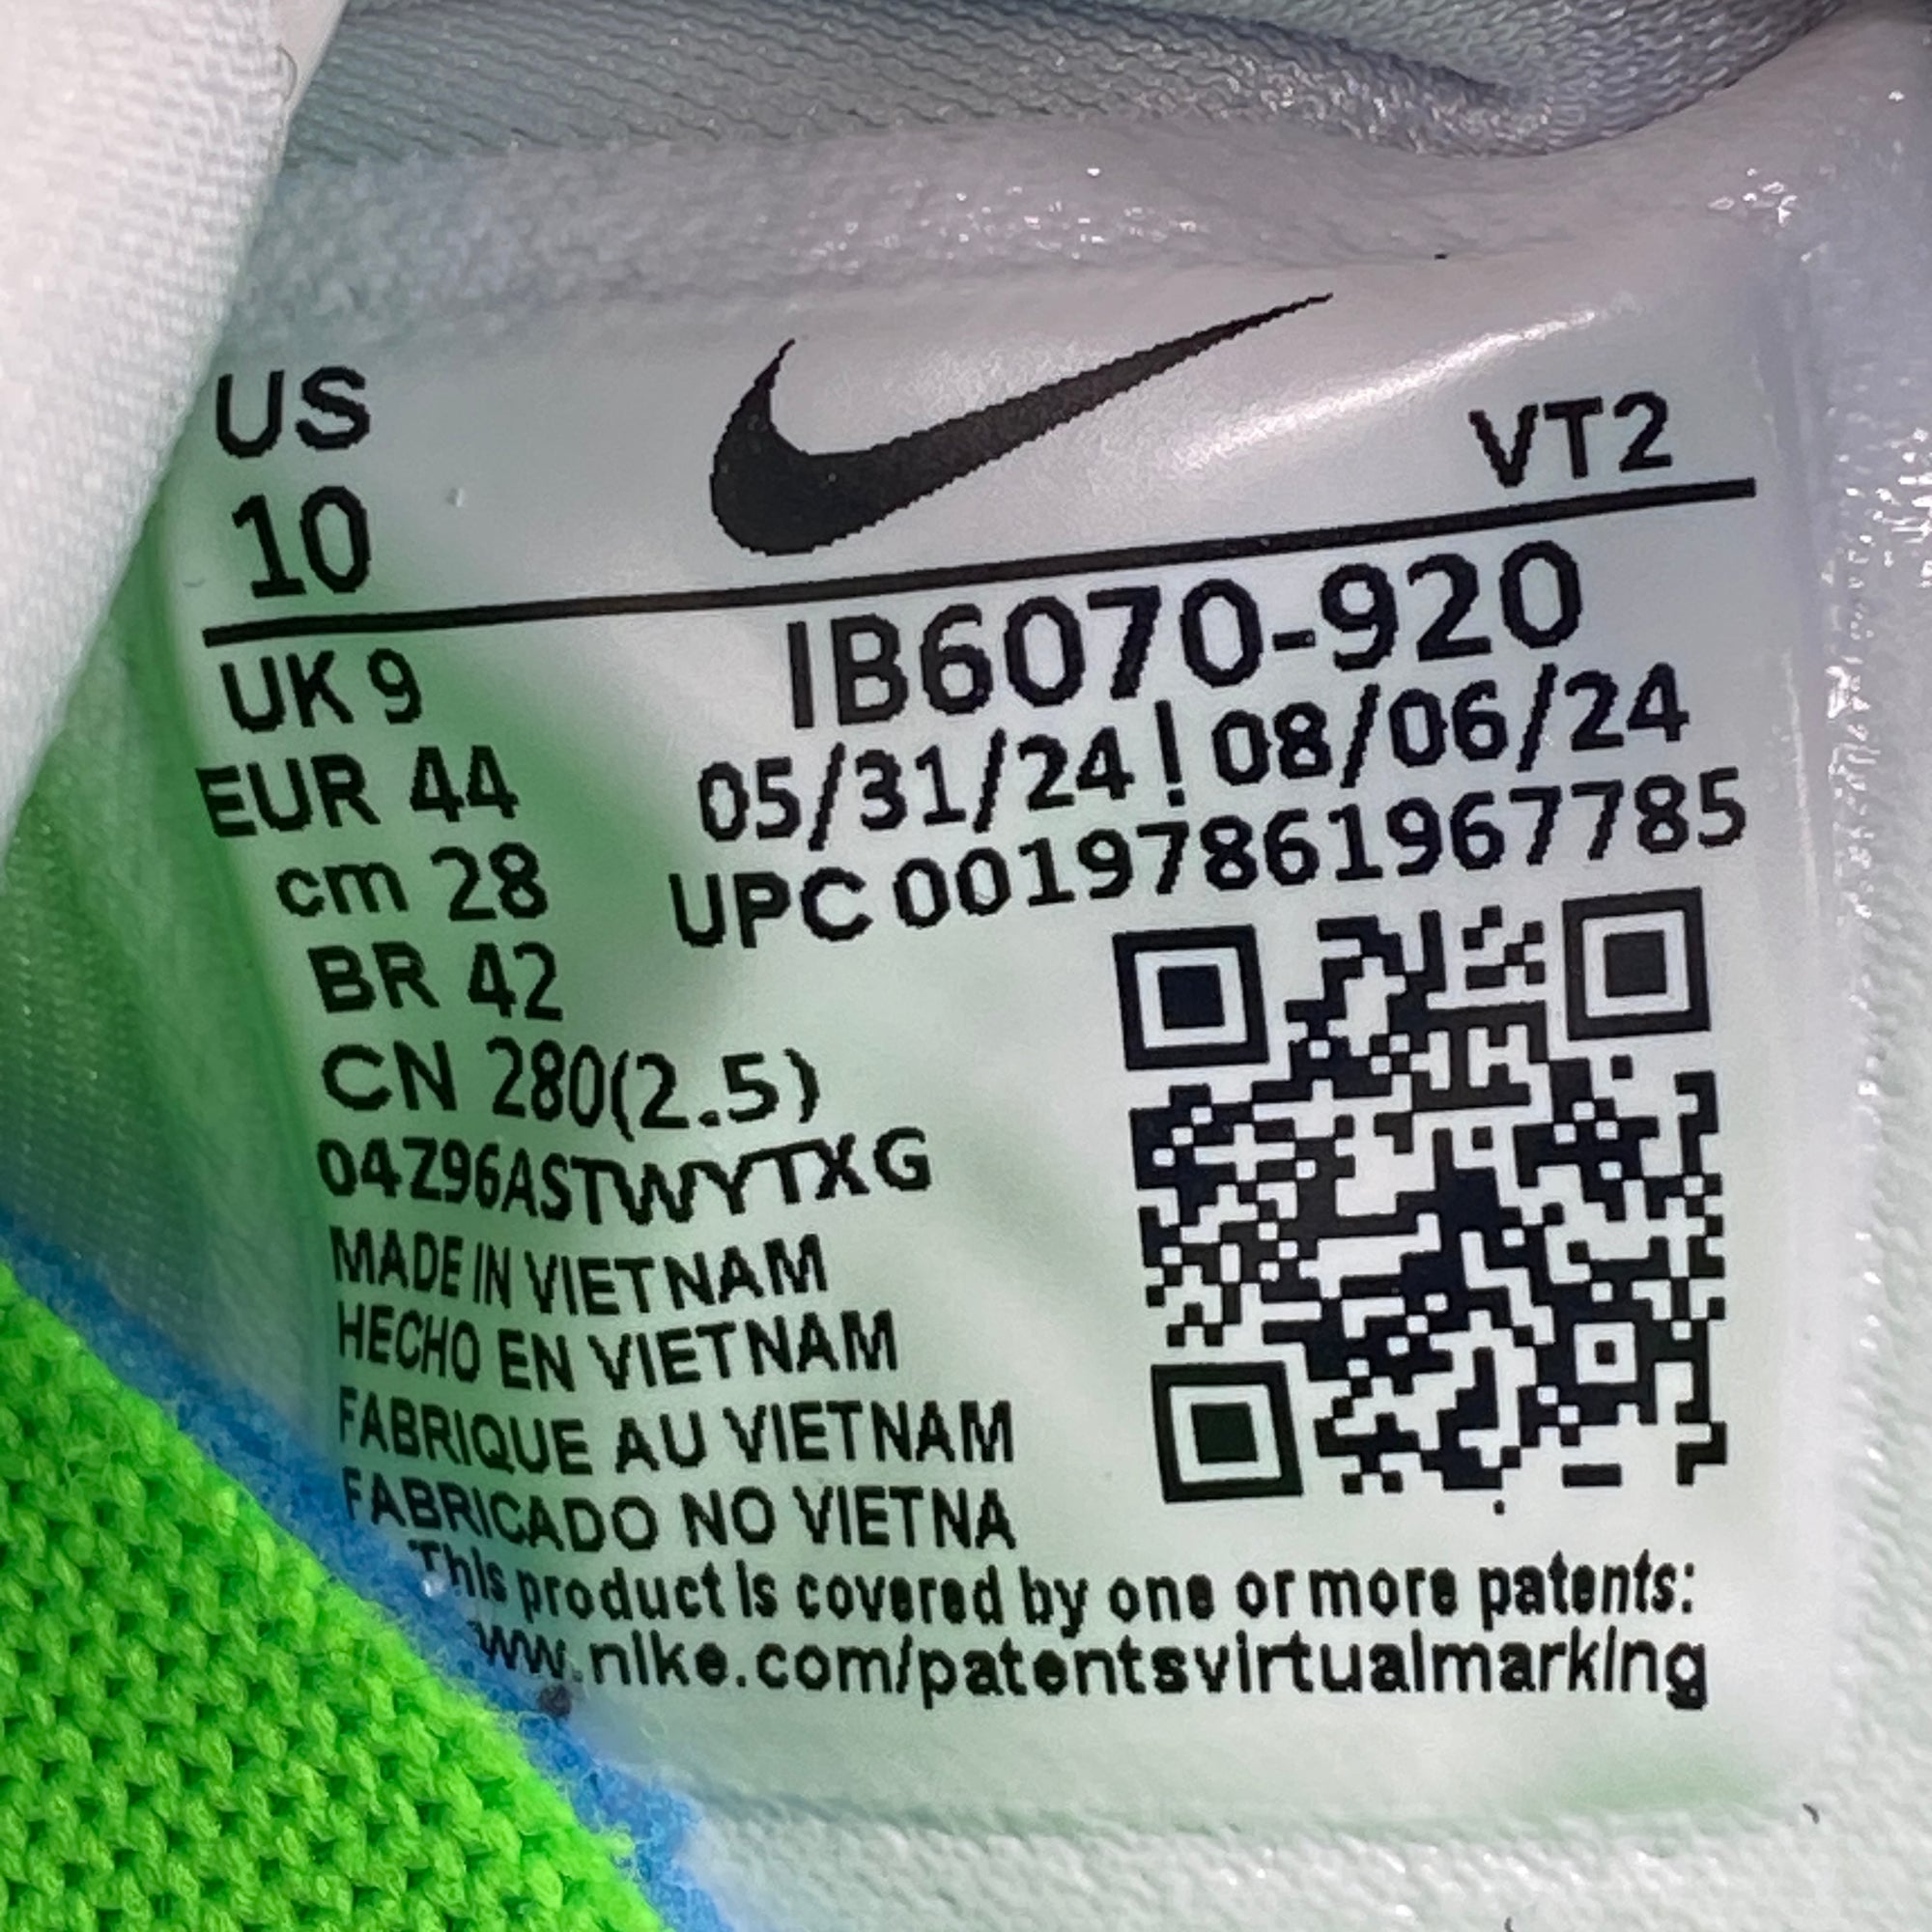 US
10
VT2
UK 9
IB6070-920
EUR 44
05/31/24 ! 08/06/24
cm 28
UPC 00197861967785
BR 42
CN 280(2.5)
04Z96ASTWYTXG
MADE IN VIETNAM
HECHO EN VIETNAM
FABRIQUE AU VIETNAM
FABRICADO NO VIETNA
This product is covered by one or more patents:
www.nike.com/patentsvirtualmarking